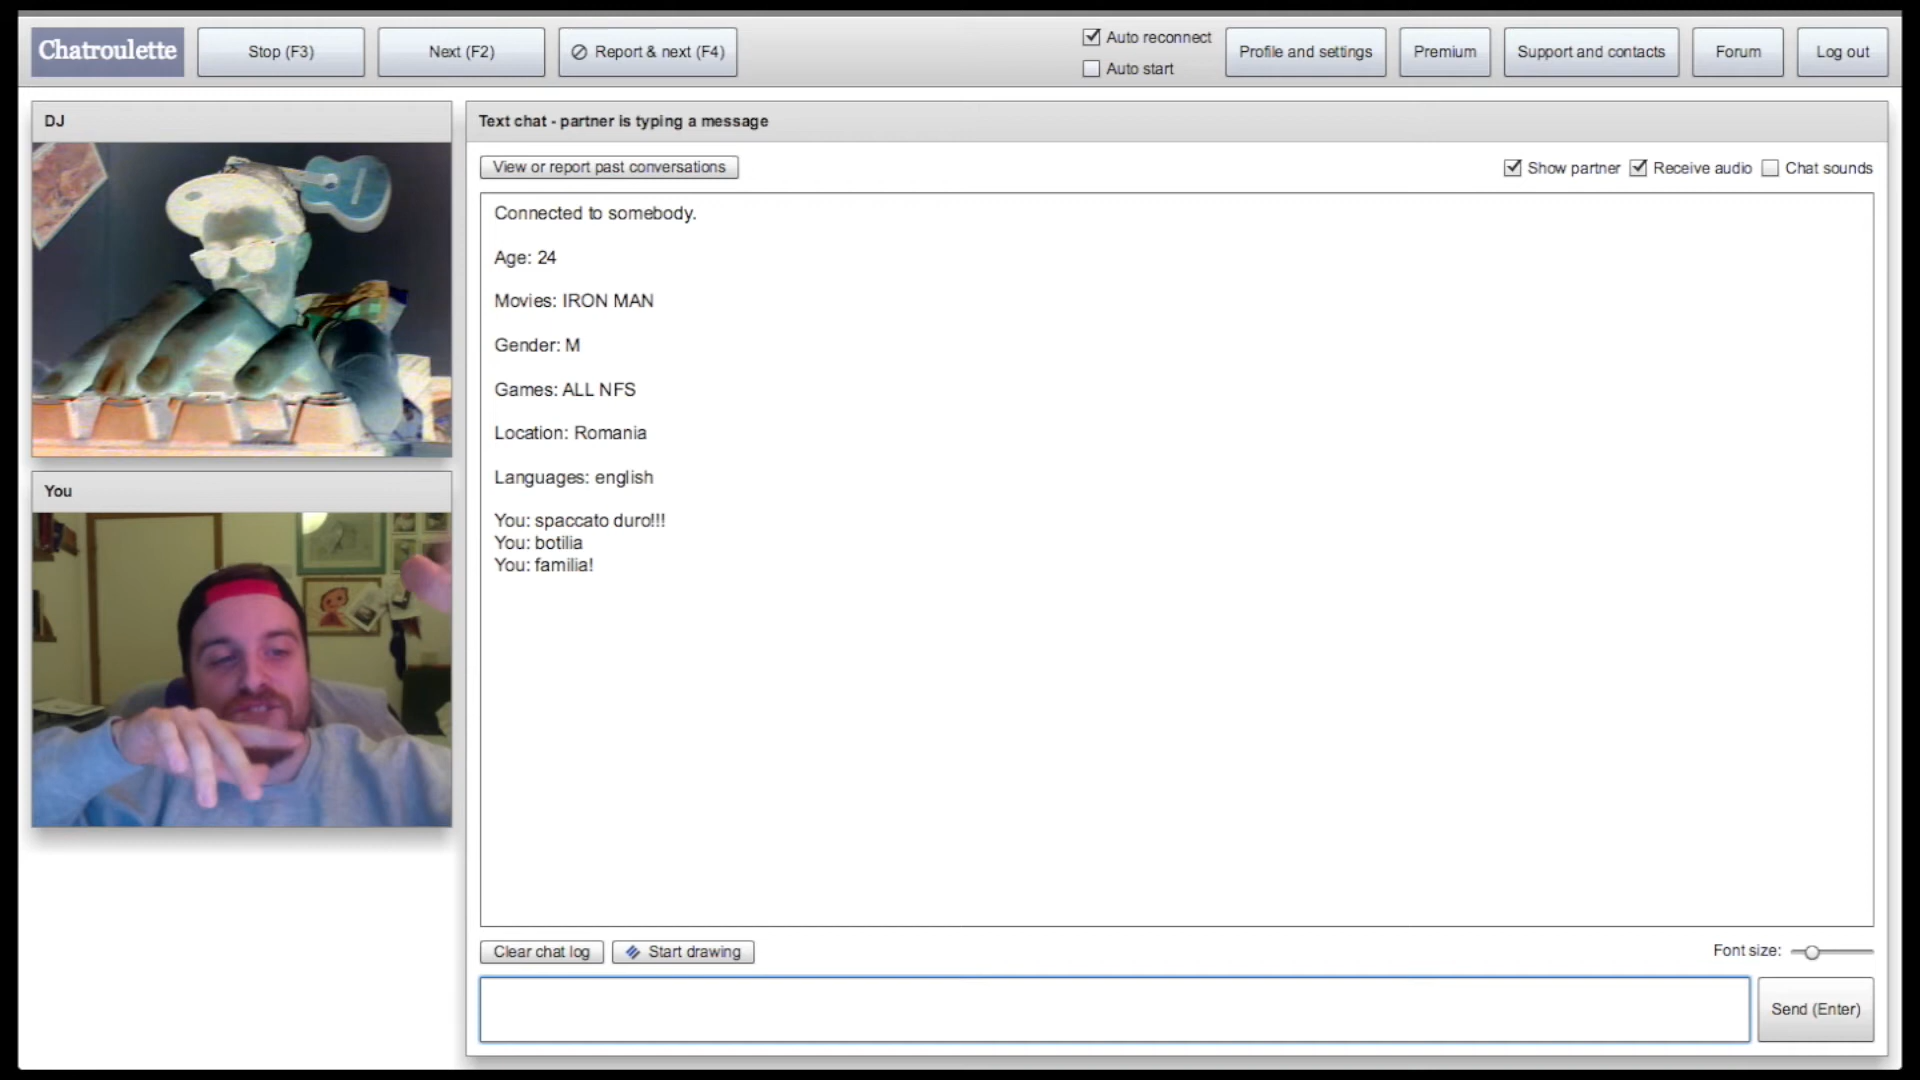 Chatroulette
Stop (F3)
Next (F2)
Report & next (F4)
Auto reconnect
Auto start
Profile and settings
Premium
Support and contacts
Forum
Log out
DJ
You
Text chat - partner is typing a message
View or report past conversations
Show partner
Receive audio
Chat sounds
Connected to somebody.
Age: 24
Movies: IRON MAN
Gender: M
Games: ALL NFS
Location: Romania
Languages: english
You: spaccato duro!!!
You: botilia
You: familia!
Clear chat log
Start drawing
Font size:
Send (Enter)